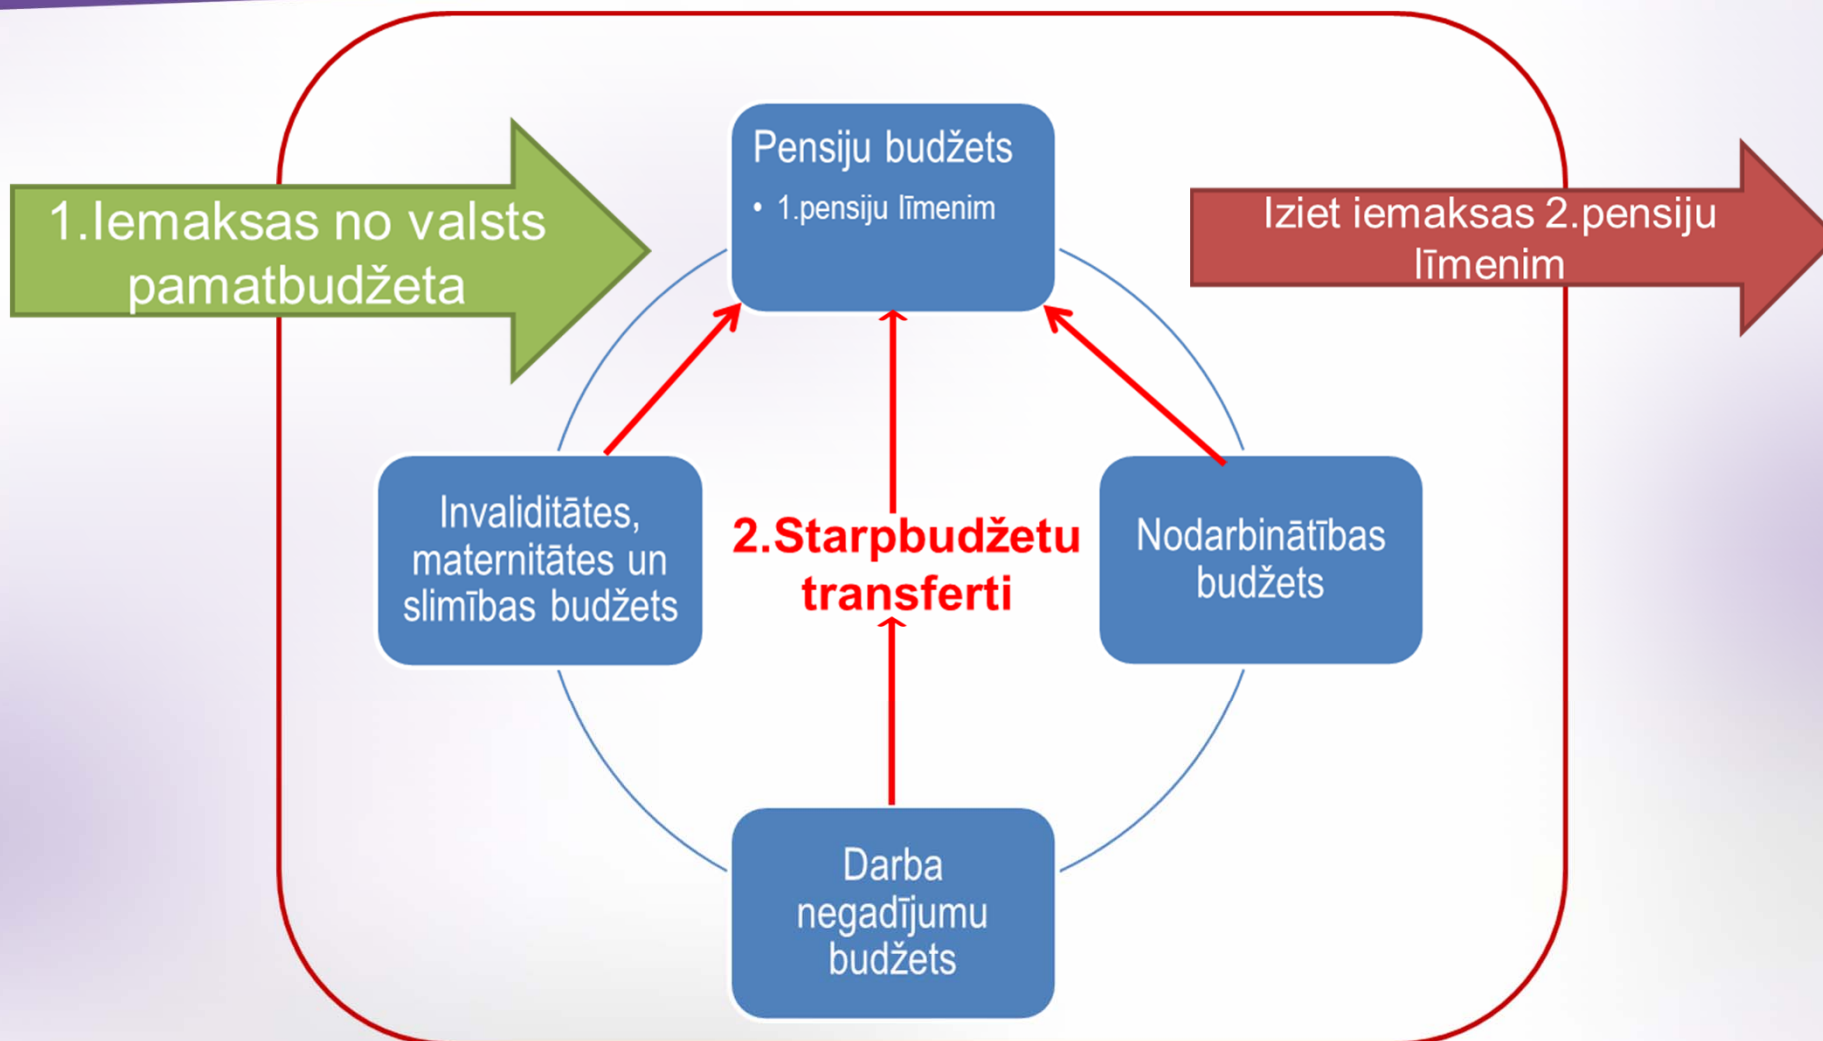 Pensiju budžets
• 1.pensiju līmenim
1.Iemaksas no valsts
pamatbudžeta
Iziet iemaksas 2.pensiju
līmenim
Invaliditātes,
maternitātes un
slimības budžets
2.Starpbudžetu
transferti
Nodarbinātības
budžets
Darba
negadījumu
budžets